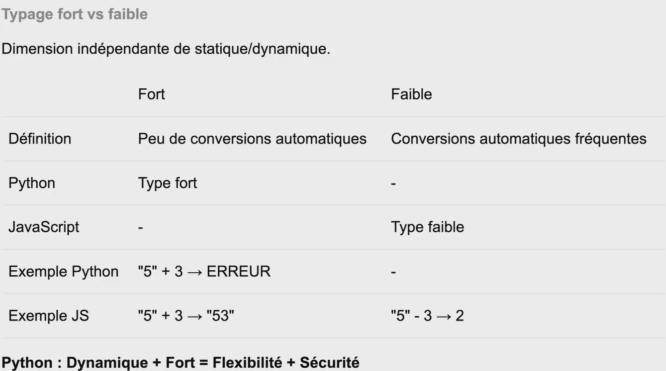 Typage fort vs faible
Dimension indépendante de statique/dynamique.
Fort Faible
Définition Peu de conversions automatiques Conversions automatiques fréquentes
Python Type fort -
JavaScript - Type faible
Exemple Python "5" + 3 → ERREUR -
Exemple JS "5" + 3 → "53" "5" - 3 → 2
Python : Dynamique + Fort = Flexibilité + Sécurité